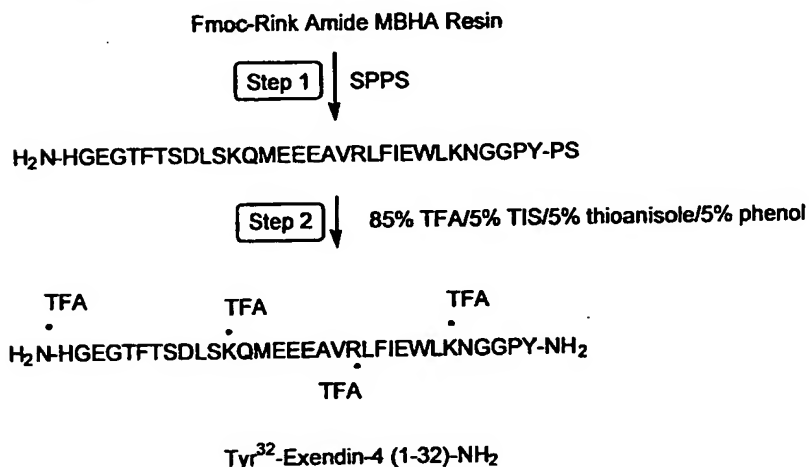 Fmoc-Rink Amide MBHA Resin
Step 1 SPPS
H2N-HGEGTFTSDLSKQMEEEAVRLFIEWLKNGGPY-PS
Step 2 85% TFA/5% TIS/5% thioanisole/5% phenol
TFA TFA TFA
H2N-HGEGTFTSDLSKQMEEEAVRLFIEWLKNGGPY-NH2
TFA
Tyr32-Exendin-4 (1-32)-NH2